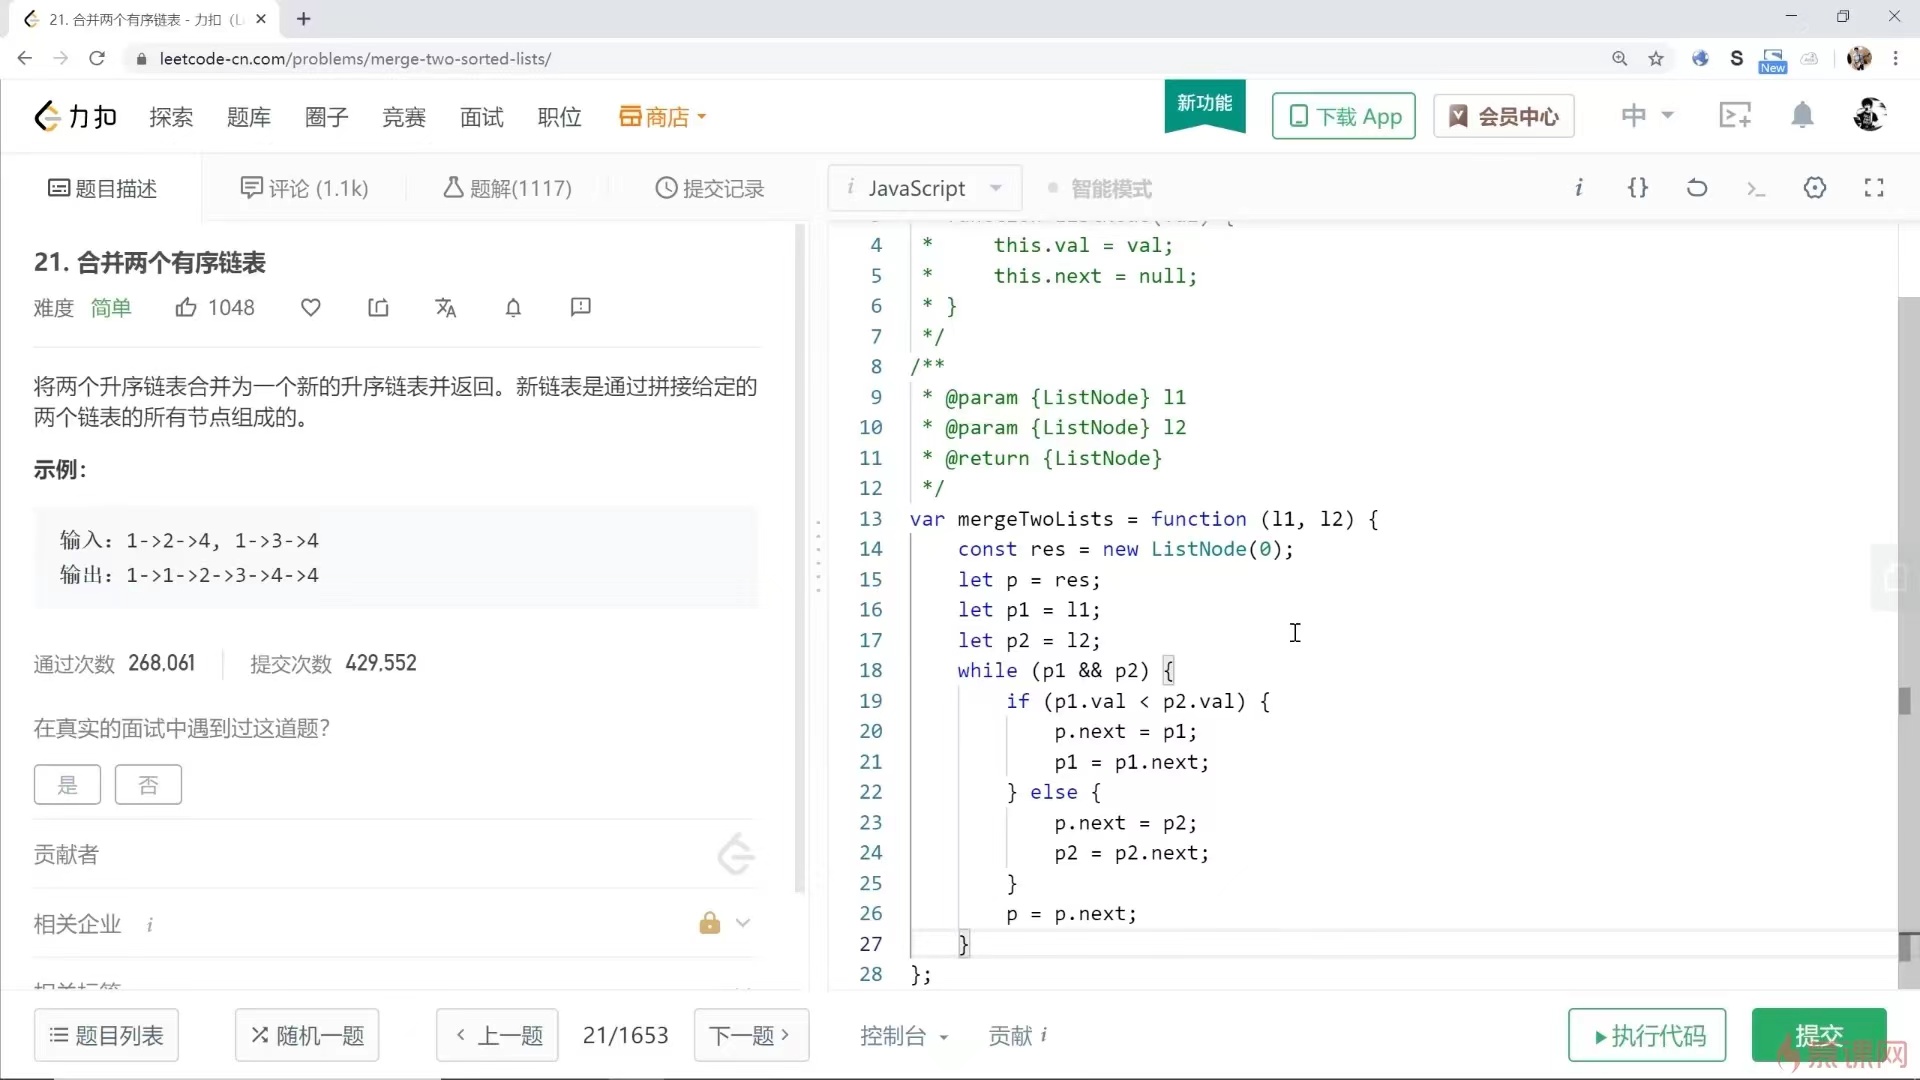 21. 合并两个有序链表 - 力扣（L
leetcode-cn.com/problems/merge-two-sorted-lists/
S
New
力扣 探索 题库 圈子 竞赛 面试 职位 商店
新功能 下载 App 会员中心 中
题目描述 评论 (1.1k) 题解(1117) 提交记录
i JavaScript 智能模式
i {} >_
21. 合并两个有序链表
难度 简单 1048
将两个升序链表合并为一个新的升序链表并返回。新链表是通过拼接给定的
两个链表的所有节点组成的。
示例：
输入：1->2->4, 1->3->4
输出：1->1->2->3->4->4
通过次数 268,061 提交次数 429,552
在真实的面试中遇到过这道题？
是 否
贡献者
相关企业 i
4 *     this.val = val;
5 *     this.next = null;
6 * }
7 */
8 /**
9 * @param {ListNode} l1
10 * @param {ListNode} l2
11 * @return {ListNode}
12 */
13 var mergeTwoLists = function (l1, l2) {
14     const res = new ListNode(0);
15     let p = res;
16     let p1 = l1;
17     let p2 = l2;
18     while (p1 && p2) {
19         if (p1.val < p2.val) {
20             p.next = p1;
21             p1 = p1.next;
22         } else {
23             p.next = p2;
24             p2 = p2.next;
25         }
26         p = p.next;
27     }
28 };
题目列表 随机一题 < 上一题 21/1653 下一题 >
控制台 贡献 i 执行代码 提交
慕课网